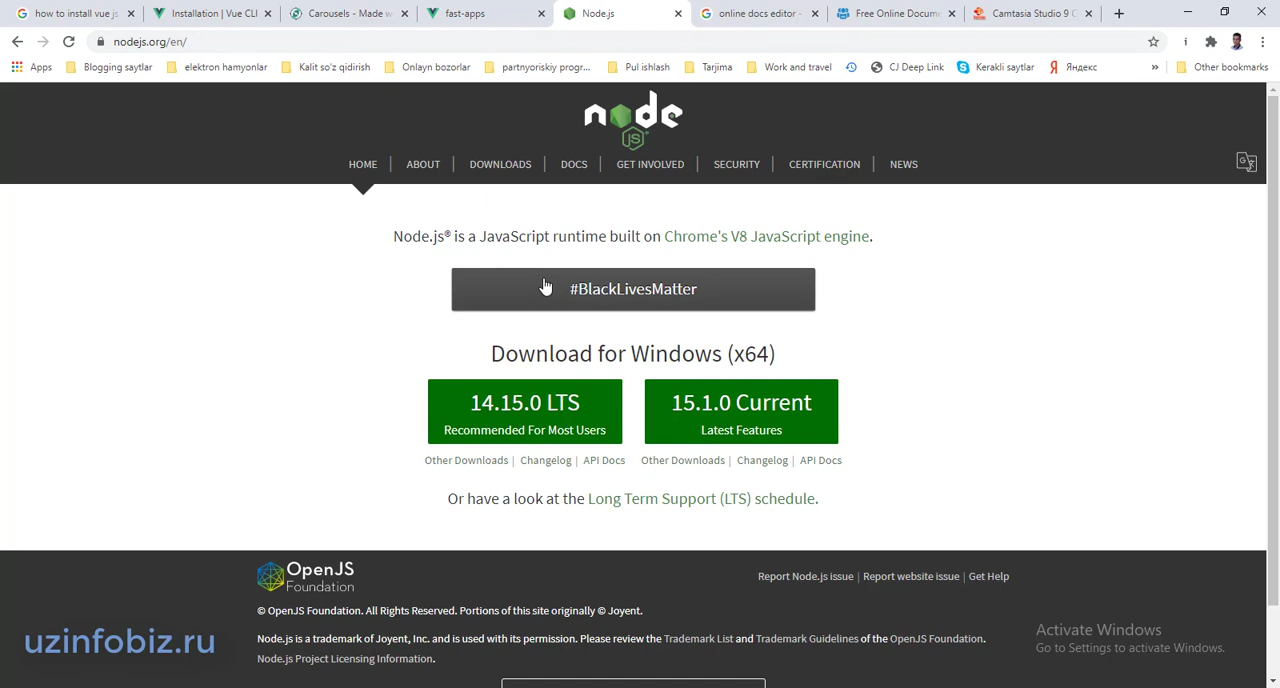 how to install vue js
Installation | Vue CLI
Carousels - Made w
fast-apps
Node.js
online docs editor -
Free Online Docum
Camtasia Studio 9 C
nodejs.org/en/
Apps
Blogging saytlar
elektron hamyonlar
Kalit so'z qidirish
Onlayn bozorlar
partnyoriskiy progr...
Pul ishlash
Tarjima
Work and travel
CJ Deep Link
Kerakli saytlar
Яндекс
»
Other bookmarks
node
JS
HOME | ABOUT | DOWNLOADS | DOCS | GET INVOLVED | SECURITY | CERTIFICATION | NEWS
Node.js® is a JavaScript runtime built on Chrome's V8 JavaScript engine.
#BlackLivesMatter
Download for Windows (x64)
14.15.0 LTS
Recommended For Most Users
15.1.0 Current
Latest Features
Other Downloads | Changelog | API Docs
Other Downloads | Changelog | API Docs
Or have a look at the Long Term Support (LTS) schedule.
OpenJS
Foundation
Report Node.js issue | Report website issue | Get Help
© OpenJS Foundation. All Rights Reserved. Portions of this site originally © Joyent.
Node.js is a trademark of Joyent, Inc. and is used with its permission. Please review the Trademark List and Trademark Guidelines of the OpenJS Foundation.
Node.js Project Licensing Information.
uzinfobiz.ru
Activate Windows
Go to Settings to activate Windows.